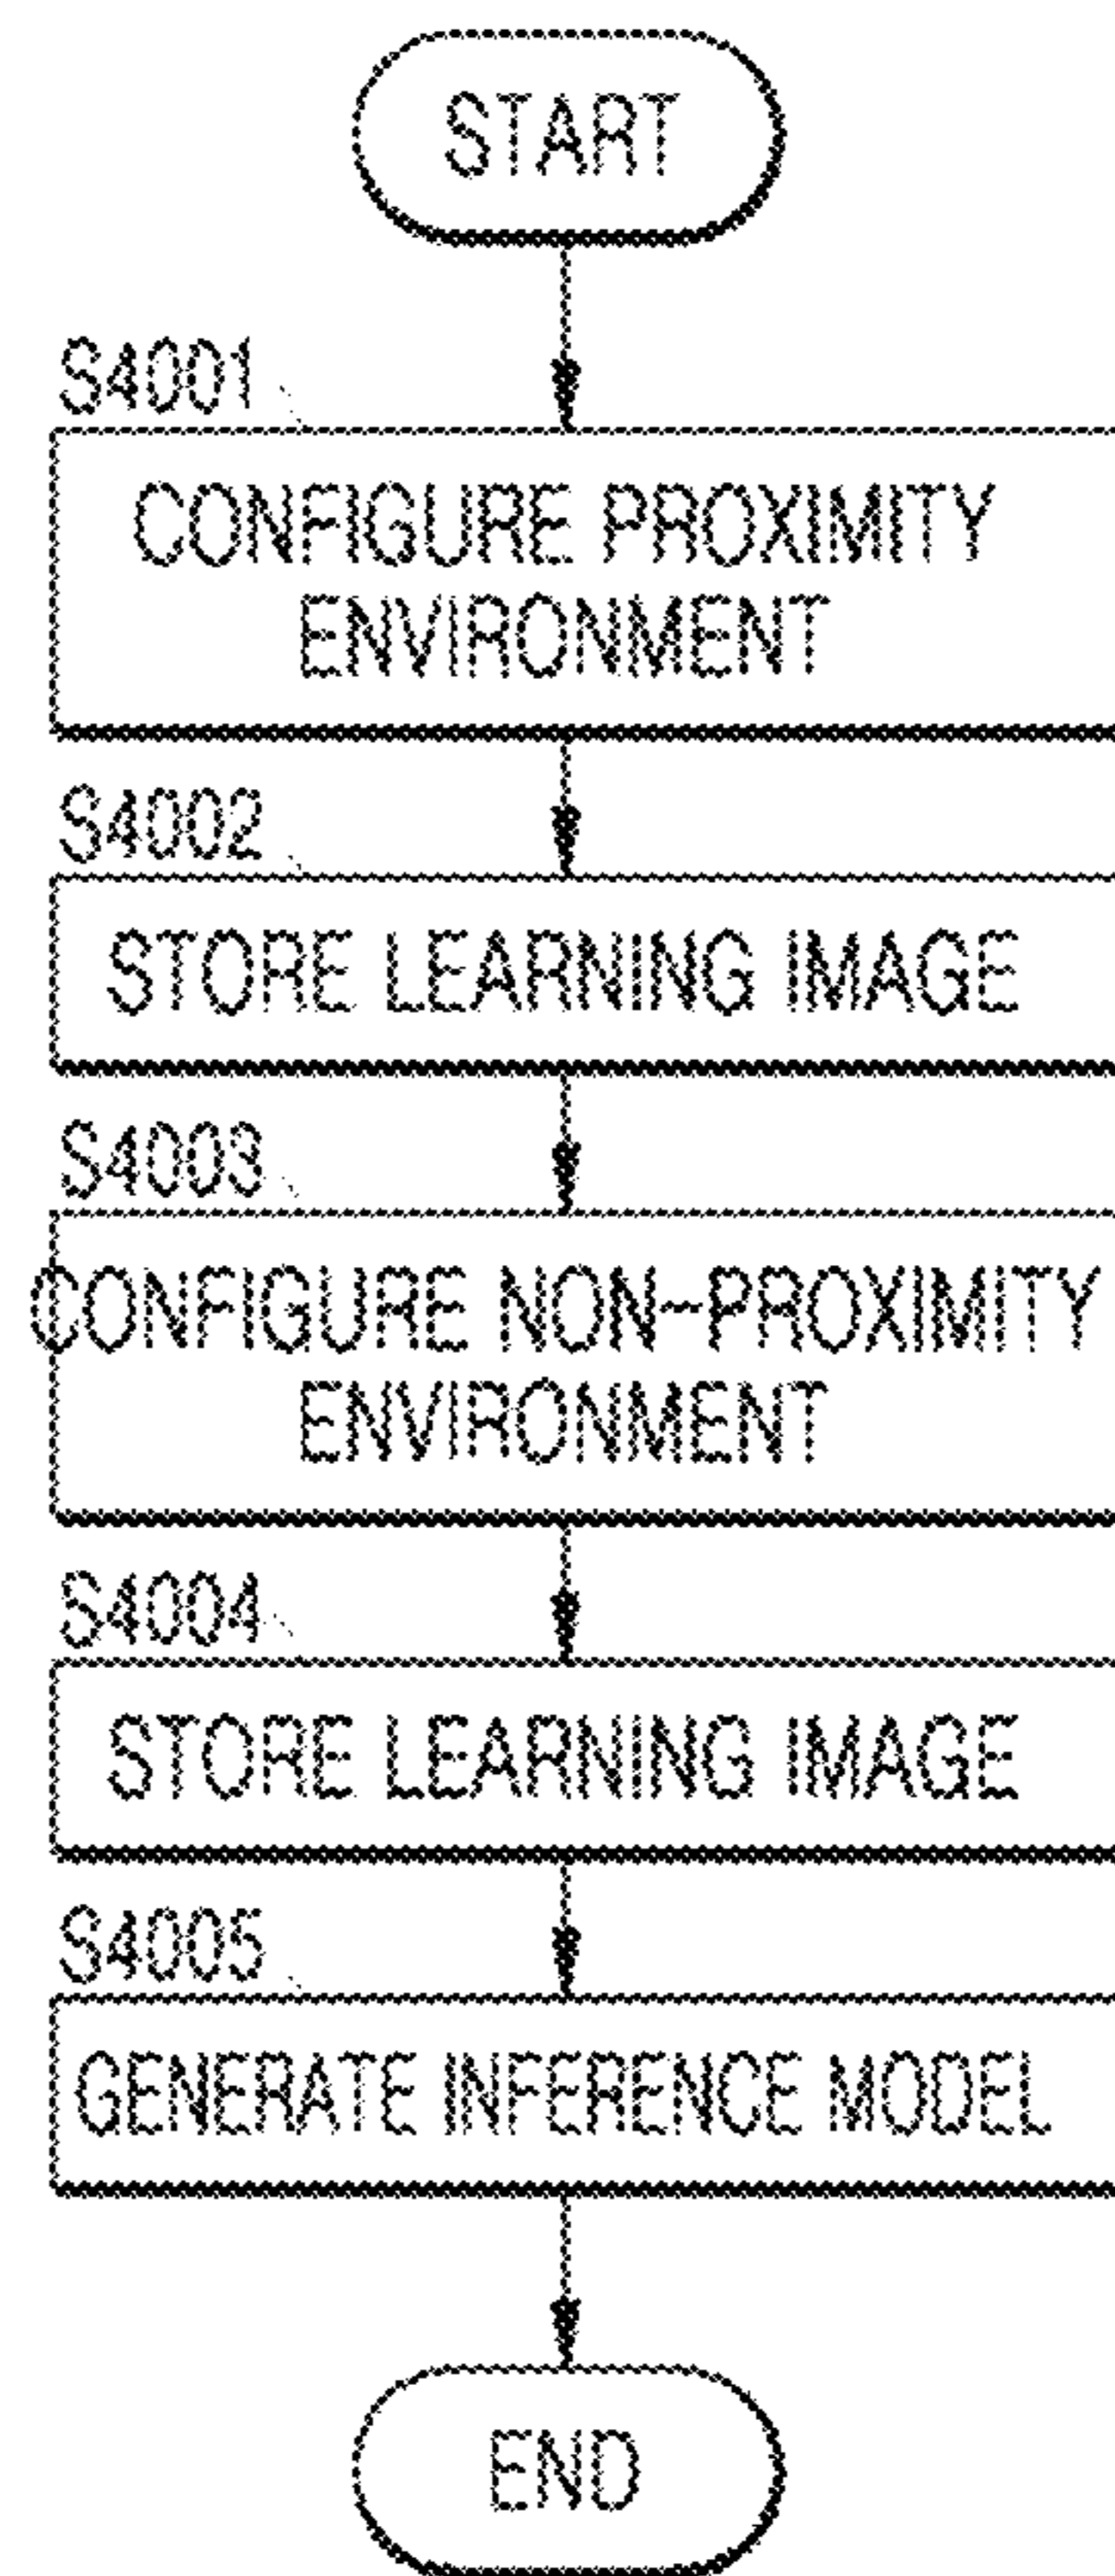 START
S4001
CONFIGURE PROXIMITY
ENVIRONMENT
S4002
STORE LEARNING IMAGE
S4003
CONFIGURE NON-PROXIMITY
ENVIRONMENT
S4004
STORE LEARNING IMAGE
S4005
GENERATE INFERENCE MODEL
END